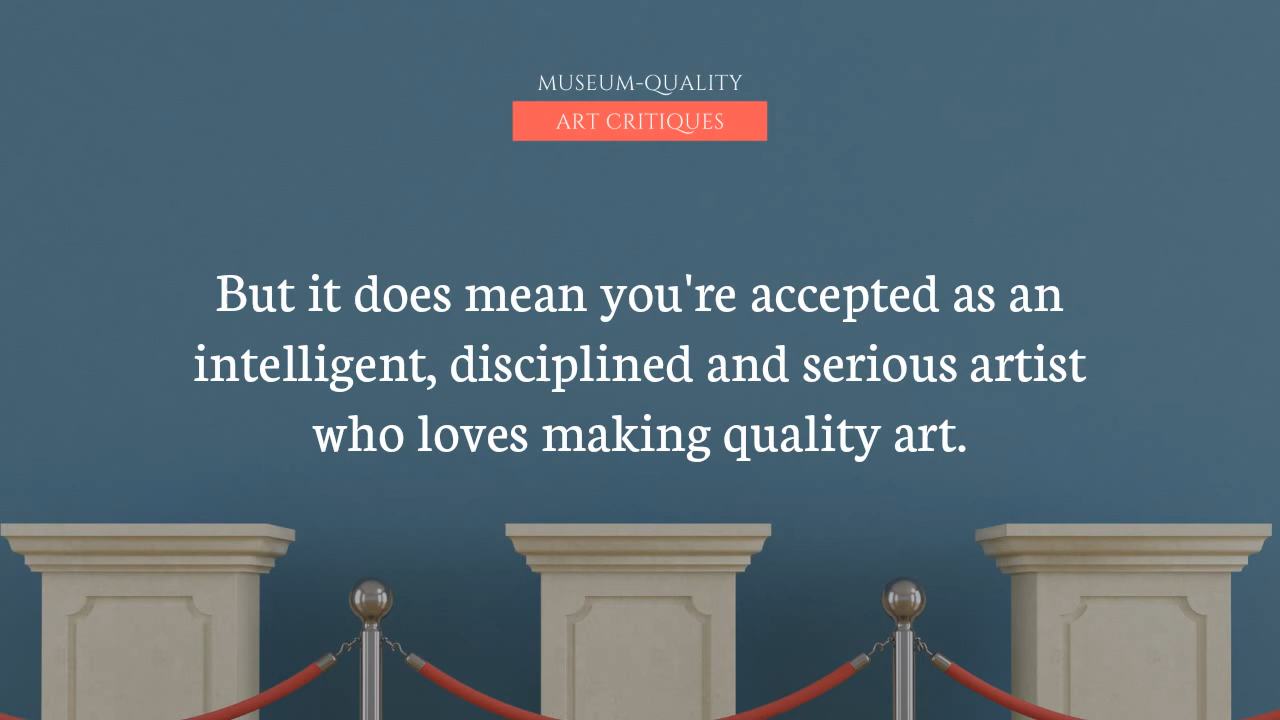 MUSEUM-QUALITY
ART CRITIQUES
But it does mean you're accepted as an
intelligent, disciplined and serious artist
who loves making quality art.